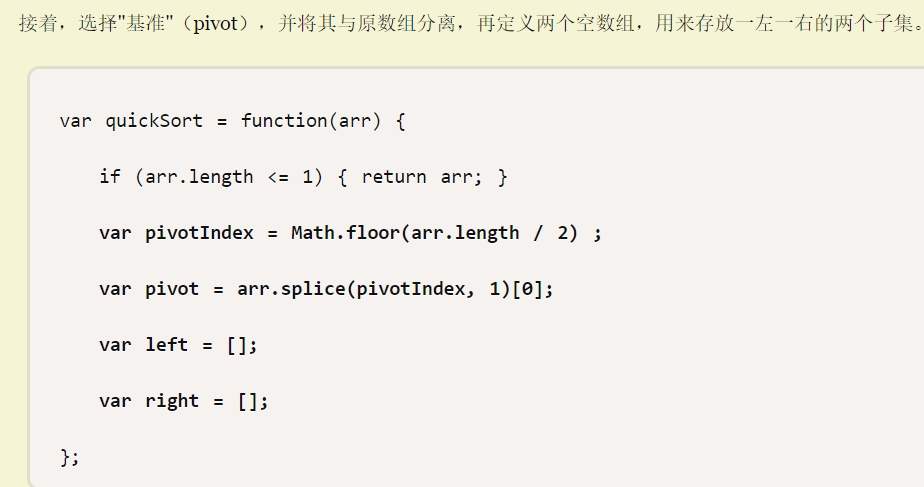 接着，选择"基准"（pivot），并将其与原数组分离，再定义两个空数组，用来存放一左一右的两个子集。
var quickSort = function(arr) {
if (arr.length <= 1) { return arr; }
var pivotIndex = Math.floor(arr.length / 2) ;
var pivot = arr.splice(pivotIndex, 1)[0];
var left = [];
var right = [];
};